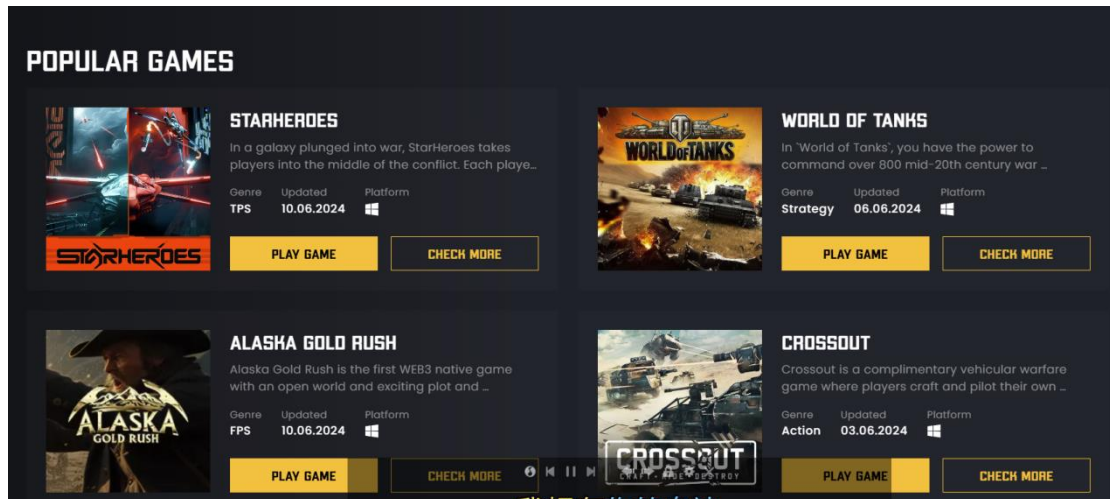 POPULAR GAMES
STARHEROES
STARHEROES
In a galaxy plunged into war, StarHeroes takes
players into the middle of the conflict. Each playe...
Genre Updated Platform
TPS 10.06.2024
PLAY GAME CHECK MORE
WORLD OF TANKS
WORLD OF TANKS
In `World of Tanks`, you have the power to
command over 800 mid-20th century war ...
Genre Updated Platform
Strategy 06.06.2024
PLAY GAME CHECK MORE
ALASKA
GOLD RUSH
ALASKA GOLD RUSH
Alaska Gold Rush is the first WEB3 native game
with an open world and exciting plot and ...
Genre Updated Platform
FPS 10.06.2024
PLAY GAME CHECK MORE
CROSSOUT
CRAFT · RIDE · DESTROY
CROSSOUT
Crossout is a complimentary vehicular warfare
game where players craft and pilot their own ...
Genre Updated Platform
Action 03.06.2024
PLAY GAME CHECK MORE